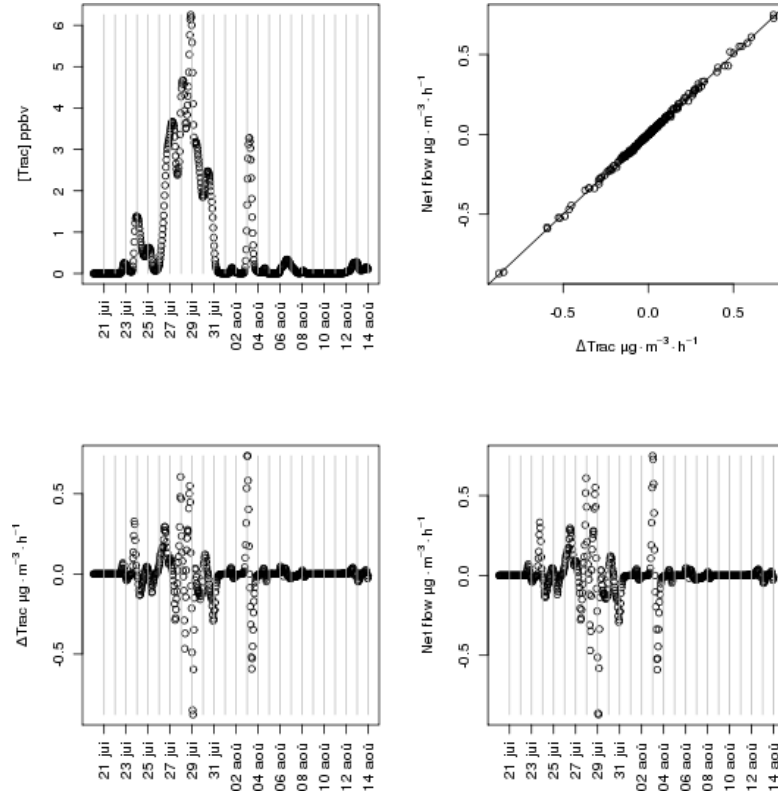 [Trac] ppbv
6
5
4
3
2
1
0
21 jui
23 jui
25 jui
27 jui
29 jui
31 jui
02 aoû
04 aoû
06 aoû
08 aoû
10 aoû
12 aoû
14 aoû
Net flow µg · m⁻³ · h⁻¹
0.5
0.0
-0.5
-0.5
0.0
0.5
ΔTrac µg · m⁻³ · h⁻¹
ΔTrac µg · m⁻³ · h⁻¹
0.5
0.0
-0.5
21 jui
23 jui
25 jui
27 jui
29 jui
31 jui
02 aoû
04 aoû
06 aoû
08 aoû
10 aoû
12 aoû
14 aoû
Net flow µg · m⁻³ · h⁻¹
0.5
0.0
-0.5
21 jui
23 jui
25 jui
27 jui
29 jui
31 jui
02 aoû
04 aoû
06 aoû
08 aoû
10 aoû
12 aoû
14 aoû